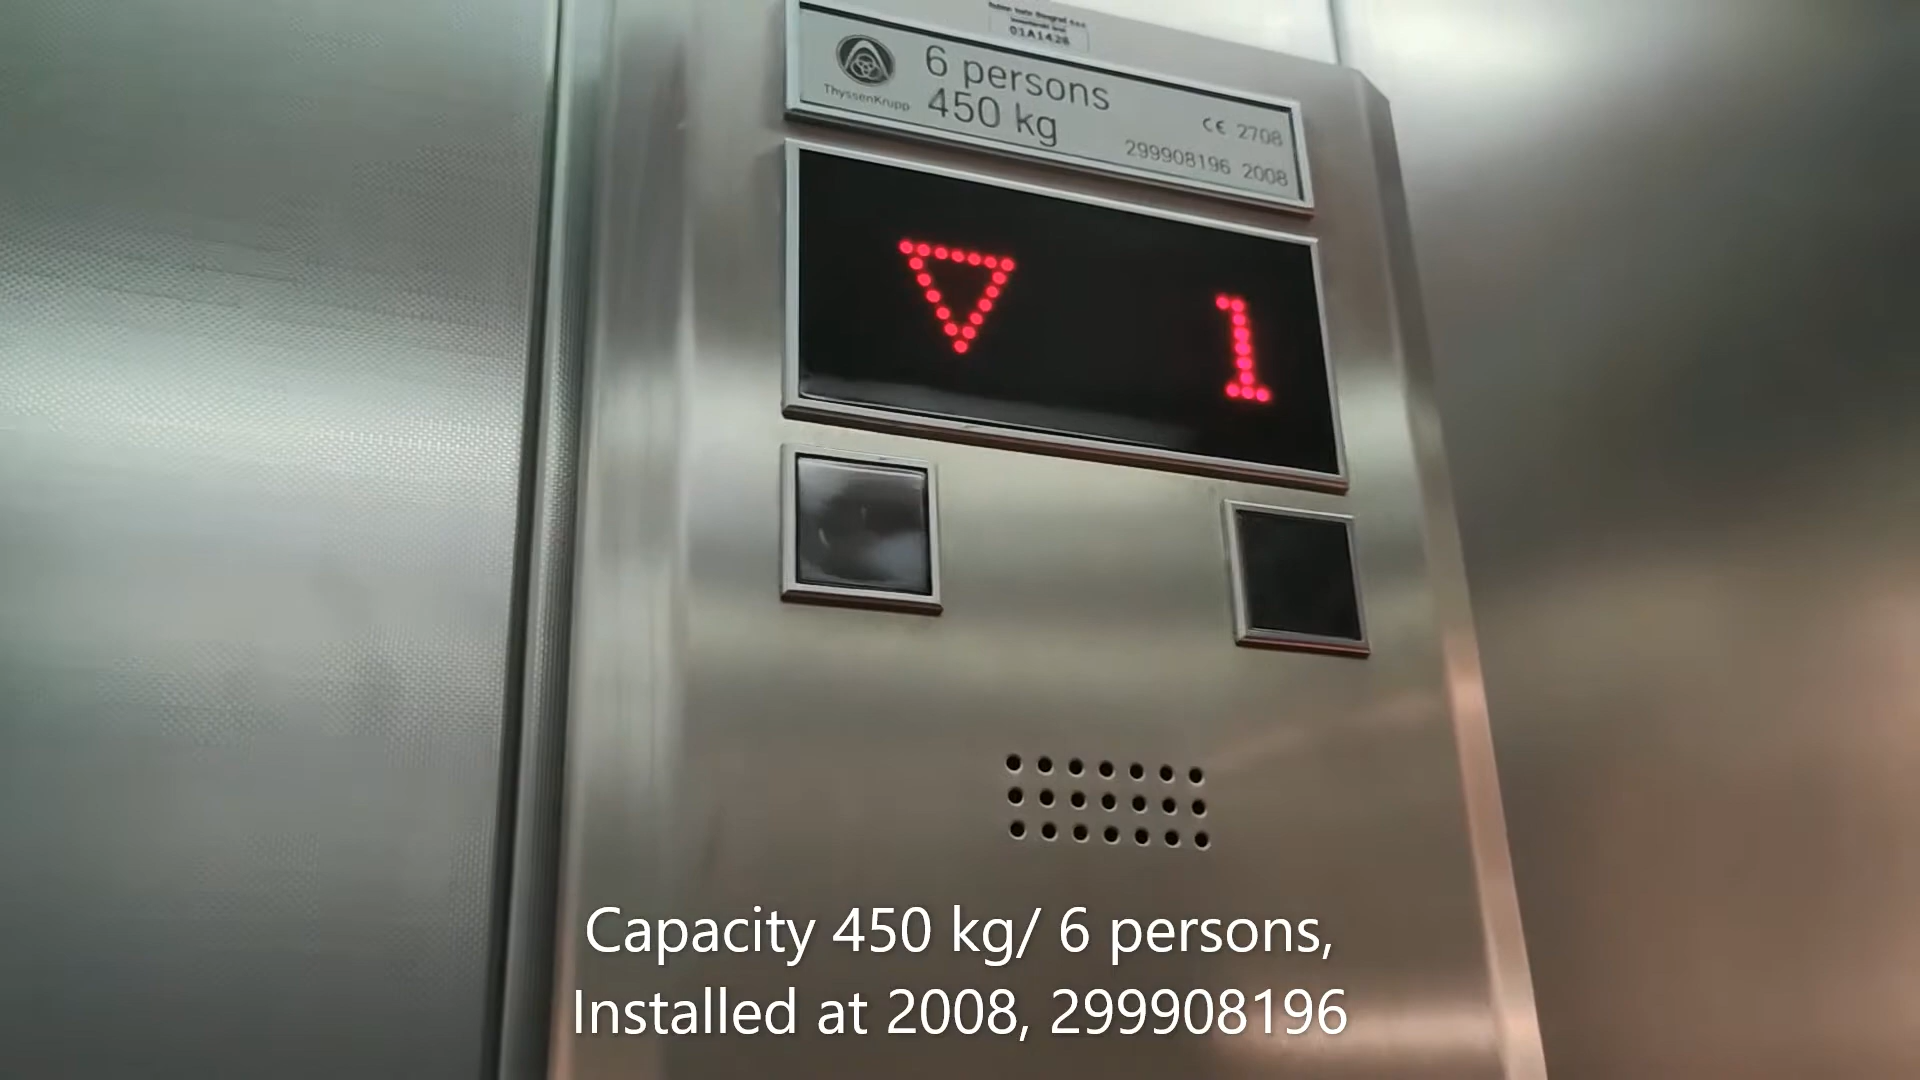 01A1428
6 persons
450 kg
ThyssenKrupp
CE 2708
299908196 2008
1
Capacity 450 kg/ 6 persons,
Installed at 2008, 299908196